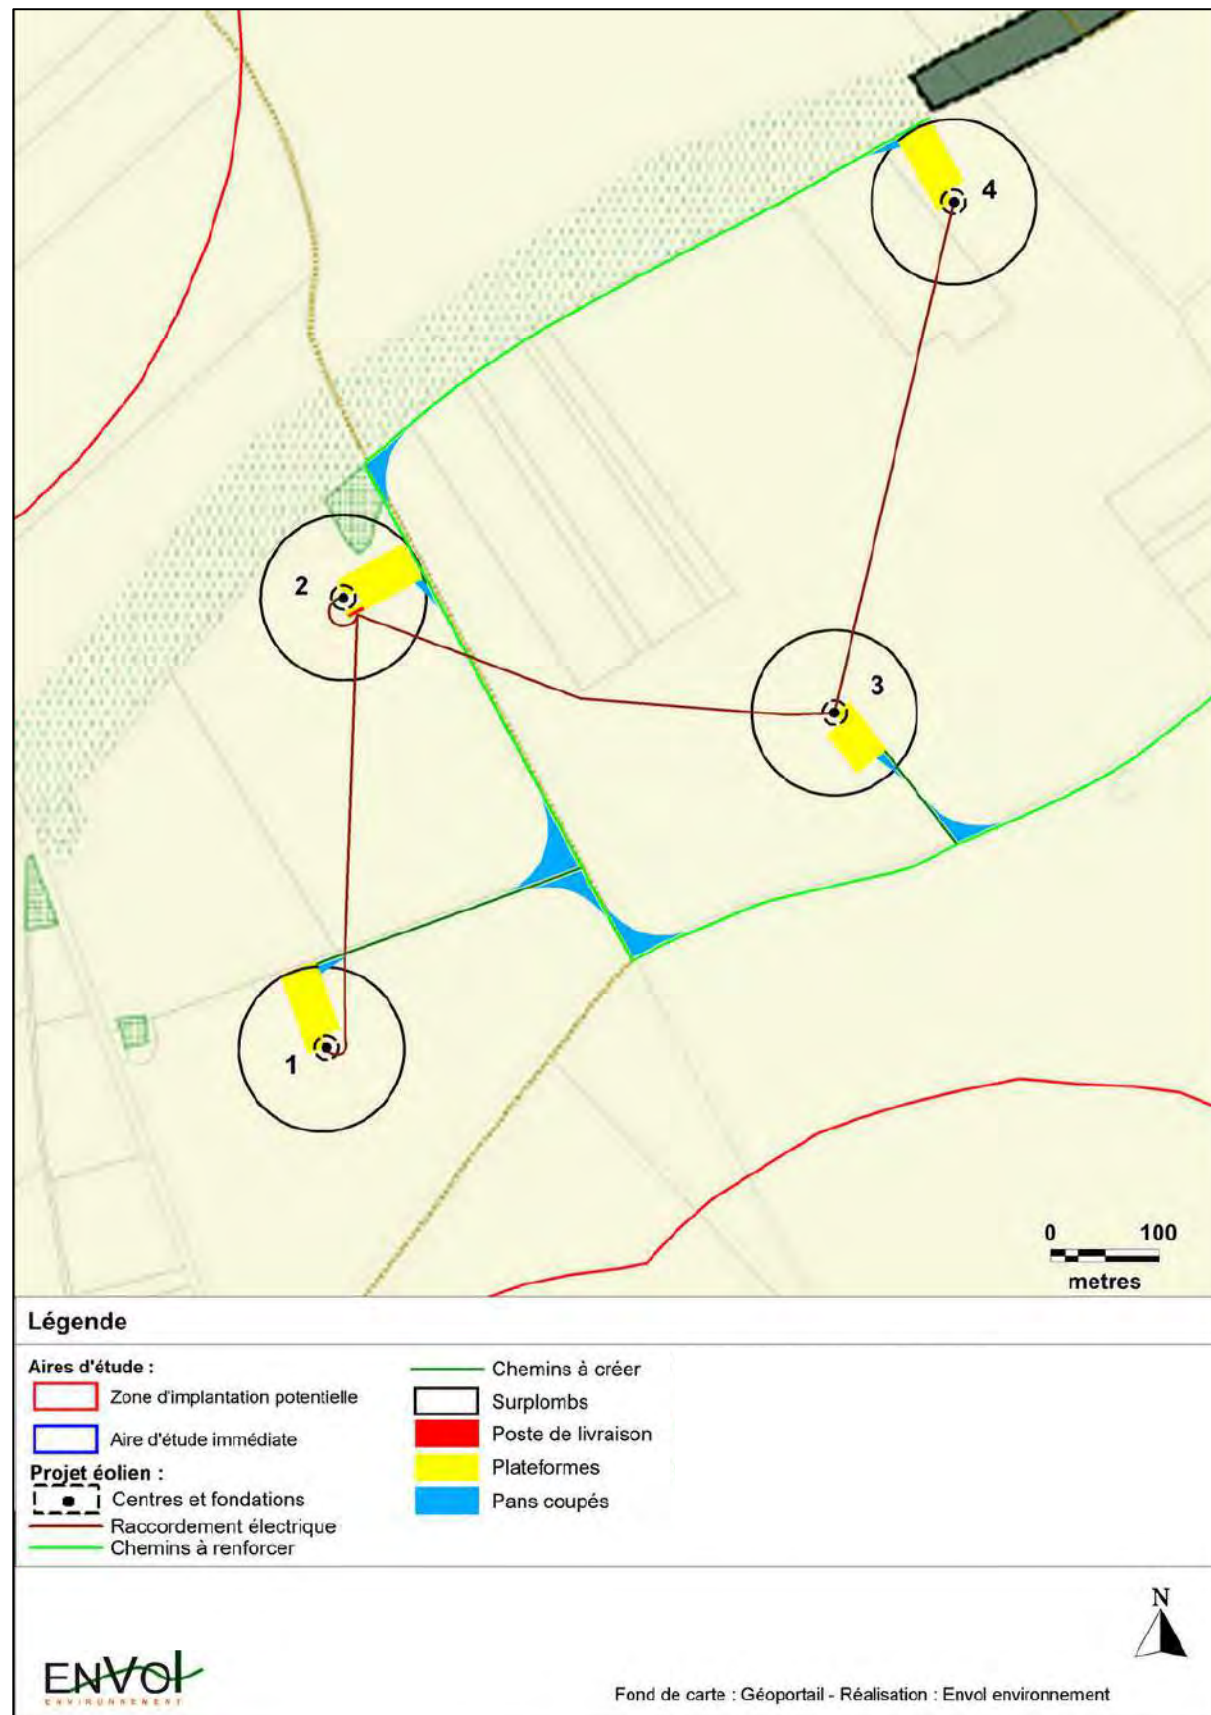 4
2
3
1
0 100
metres
Légende
Aires d'étude :
Zone d'implantation potentielle
Aire d'étude immédiate
Projet éolien :
Centres et fondations
Raccordement électrique
Chemins à renforcer
Chemins à créer
Surplombs
Poste de livraison
Plateformes
Pans coupés
N
ENVOL
ENVIRONNEMENT
Fond de carte : Géoportail - Réalisation : Envol environnement